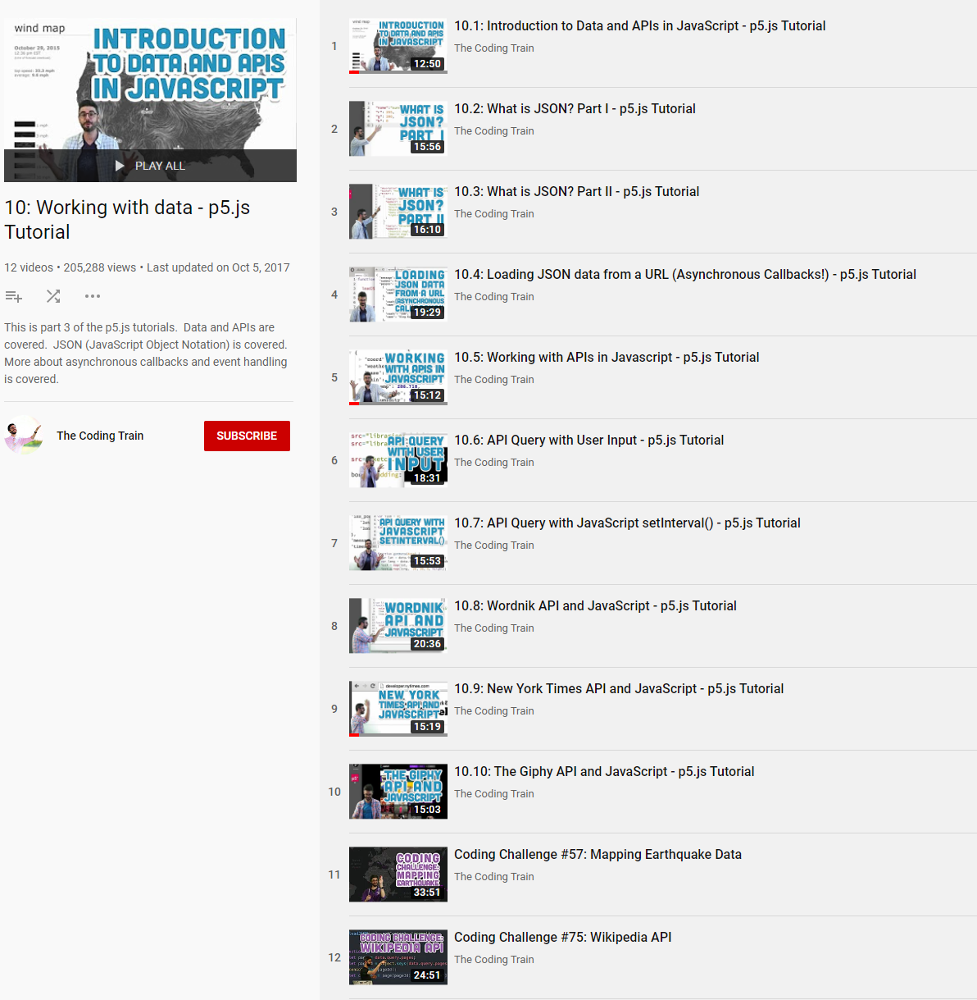 wind map
October 29, 2015
INTRODUCTION
TO DATA AND APIS
IN JAVASCRIPT
PLAY ALL
10: Working with data - p5.js
Tutorial
12 videos • 205,288 views • Last updated on Oct 5, 2017
This is part 3 of the p5.js tutorials.  Data and APIs are
covered.  JSON (JavaScript Object Notation) is covered.
More about asynchronous callbacks and event handling
is covered.
The Coding Train
SUBSCRIBE
1
INTRODUCTION
TO DATA AND APIS
IN JAVASCRIPT
12:50
10.1: Introduction to Data and APIs in JavaScript - p5.js Tutorial
The Coding Train
2
WHAT IS
JSON?
PART I
15:56
10.2: What is JSON? Part I - p5.js Tutorial
The Coding Train
3
WHAT IS
JSON?
PART II
16:10
10.3: What is JSON? Part II - p5.js Tutorial
The Coding Train
4
LOADING
JSON DATA
FROM A URL
(ASYNCHRONOUS
19:29
10.4: Loading JSON data from a URL (Asynchronous Callbacks!) - p5.js Tutorial
The Coding Train
5
WORKING
WITH APIS IN
JAVASCRIPT
15:12
10.5: Working with APIs in Javascript - p5.js Tutorial
The Coding Train
6
API QUERY
WITH USER
INPUT
18:31
10.6: API Query with User Input - p5.js Tutorial
The Coding Train
7
API QUERY WITH
JAVASCRIPT
SETINTERVAL()
15:53
10.7: API Query with JavaScript setInterval() - p5.js Tutorial
The Coding Train
8
WORDNIK
API AND
JAVASCRIPT
20:36
10.8: Wordnik API and JavaScript - p5.js Tutorial
The Coding Train
9
developer.nytimes.com
NEW YORK
TIMES API AND
JAVASCRIPT
15:19
10.9: New York Times API and JavaScript - p5.js Tutorial
The Coding Train
10
THE GIPHY
API AND
JAVASCRIPT
15:03
10.10: The Giphy API and JavaScript - p5.js Tutorial
The Coding Train
11
CODING
CHALLENGE:
MAPPING
EARTHQUAKE
33:51
Coding Challenge #57: Mapping Earthquake Data
The Coding Train
12
CODING CHALLENGE:
WIKIPEDIA API
24:51
Coding Challenge #75: Wikipedia API
The Coding Train